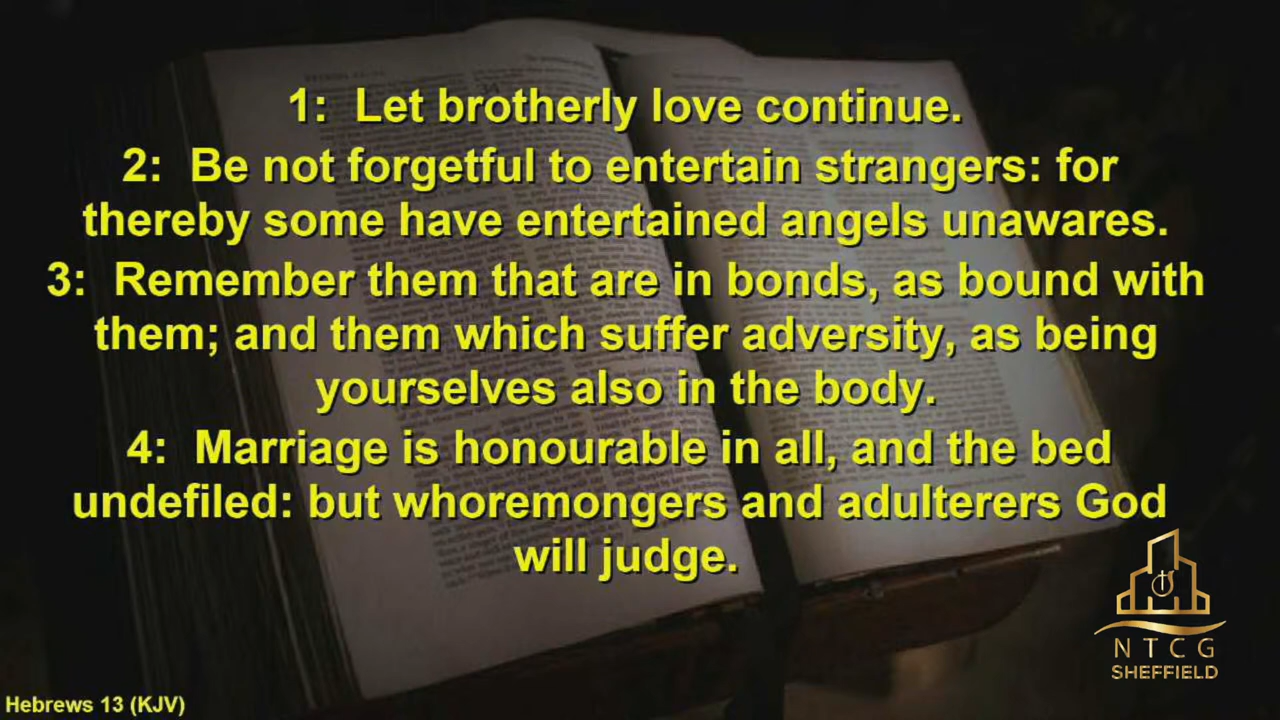 1: Let brotherly love continue.
2: Be not forgetful to entertain strangers: for
thereby some have entertained angels unawares.
3: Remember them that are in bonds, as bound with
them; and them which suffer adversity, as being
yourselves also in the body.
4: Marriage is honourable in all, and the bed
undefiled: but whoremongers and adulterers God
will judge.
NTCG
SHEFFIELD
Hebrews 13 (KJV)